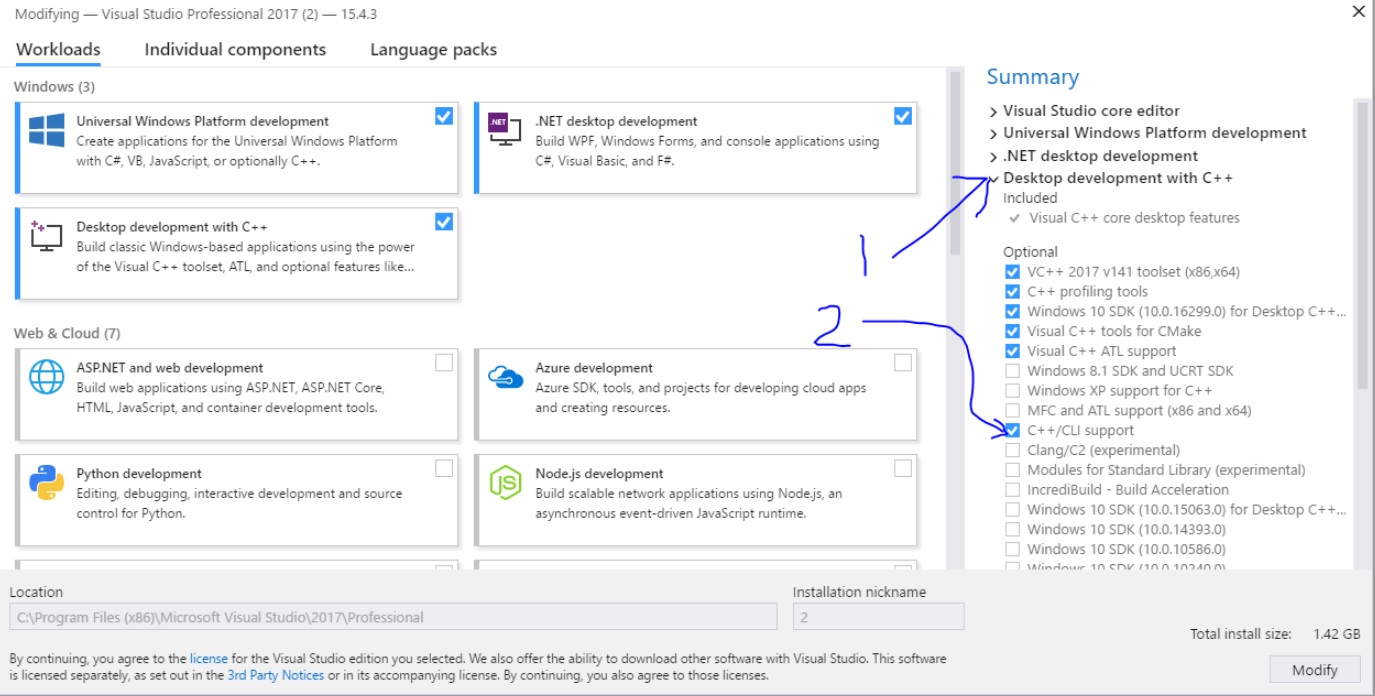 Modifying — Visual Studio Professional 2017 (2) — 15.4.3
Workloads
Individual components
Language packs
Windows (3)
Universal Windows Platform development
Create applications for the Universal Windows Platform
with C#, VB, JavaScript, or optionally C++.
.NET
.NET desktop development
Build WPF, Windows Forms, and console applications using
C#, Visual Basic, and F#.
Desktop development with C++
Build classic Windows-based applications using the power
of the Visual C++ toolset, ATL, and optional features like...
Web & Cloud (7)
ASP.NET and web development
Build web applications using ASP.NET, ASP.NET Core,
HTML, JavaScript, and container development tools.
Azure development
Azure SDK, tools, and projects for developing cloud apps
and creating resources.
Python development
Editing, debugging, interactive development and source
control for Python.
JS
Node.js development
Build scalable network applications using Node.js, an
asynchronous event-driven JavaScript runtime.
1
2
Summary
Visual Studio core editor
Universal Windows Platform development
.NET desktop development
Desktop development with C++
Included
Visual C++ core desktop features
Optional
VC++ 2017 v141 toolset (x86,x64)
C++ profiling tools
Windows 10 SDK (10.0.16299.0) for Desktop C++...
Visual C++ tools for CMake
Visual C++ ATL support
Windows 8.1 SDK and UCRT SDK
Windows XP support for C++
MFC and ATL support (x86 and x64)
C++/CLI support
Clang/C2 (experimental)
Modules for Standard Library (experimental)
IncrediBuild - Build Acceleration
Windows 10 SDK (10.0.15063.0) for Desktop C++...
Windows 10 SDK (10.0.14393.0)
Windows 10 SDK (10.0.10586.0)
Windows 10 SDK (10.0.10240.0)
Location
C:\Program Files (x86)\Microsoft Visual Studio\2017\Professional
Installation nickname
2
Total install size: 1.42 GB
By continuing, you agree to the license for the Visual Studio edition you selected. We also offer the ability to download other software with Visual Studio. This software
is licensed separately, as set out in the 3rd Party Notices or in its accompanying license. By continuing, you also agree to those licenses.
Modify